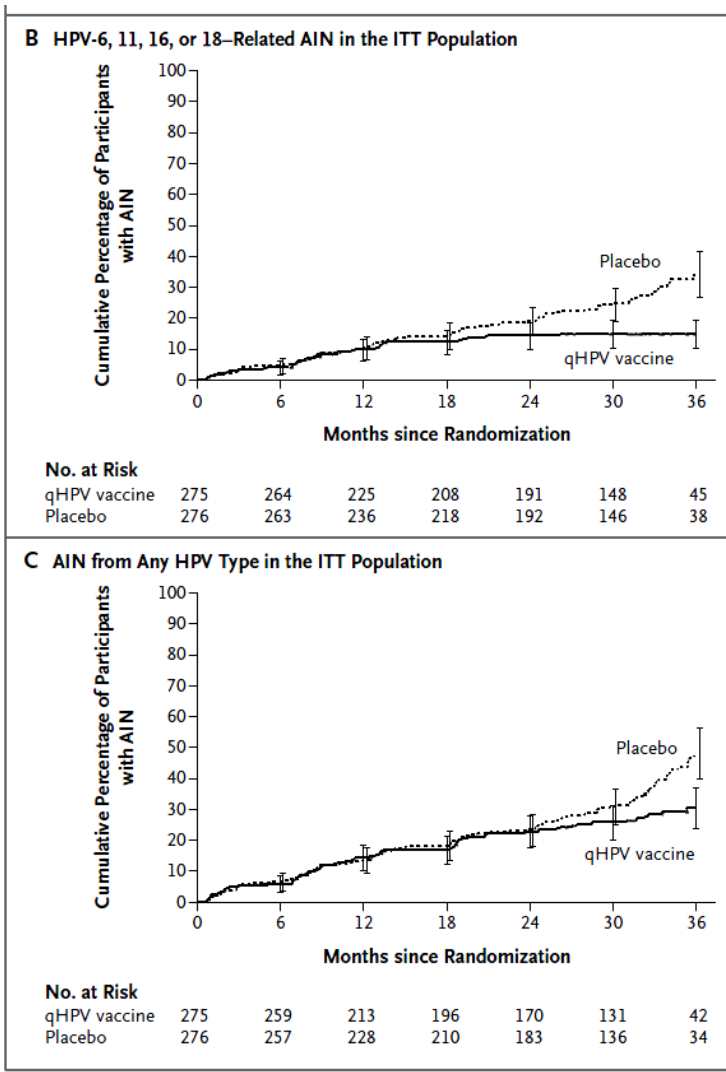 B HPV-6, 11, 16, or 18–Related AIN in the ITT Population
Cumulative Percentage of Participants
with AIN
100
90
80
70
60
50
40
30
20
10
0
Placebo
qHPV vaccine
0 6 12 18 24 30 36
Months since Randomization
No. at Risk
qHPV vaccine 275 264 225 208 191 148 45
Placebo 276 263 236 218 192 146 38
C AIN from Any HPV Type in the ITT Population
Cumulative Percentage of Participants
with AIN
100
90
80
70
60
50
40
30
20
10
0
Placebo
qHPV vaccine
0 6 12 18 24 30 36
Months since Randomization
No. at Risk
qHPV vaccine 275 259 213 196 170 131 42
Placebo 276 257 228 210 183 136 34